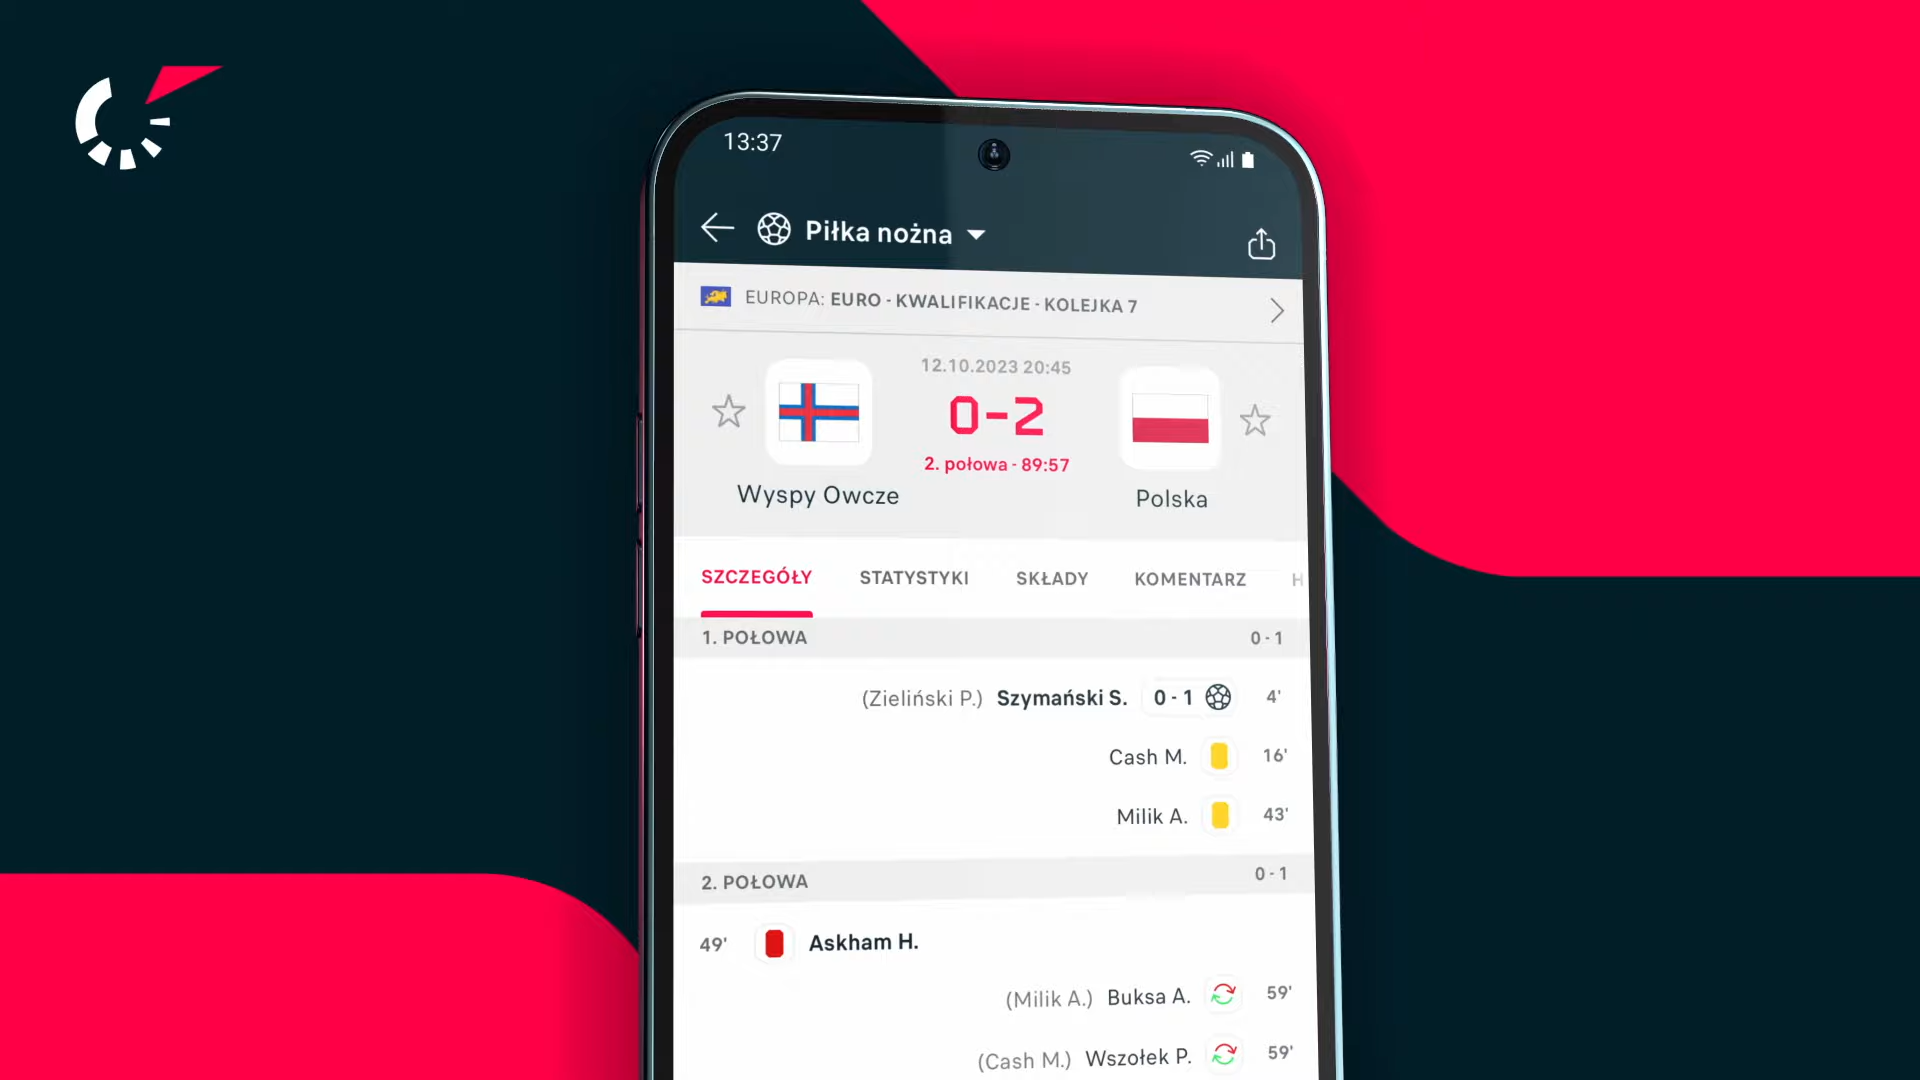 13:37
Piłka nożna
EUROPA: EURO - KWALIFIKACJE - KOLEJKA 7
12.10.2023 20:45
0-2
2. połowa - 89:57
Wyspy Owcze
Polska
SZCZEGÓŁY STATYSTYKI SKŁADY KOMENTARZ H
1. POŁOWA 0 - 1
(Zieliński P.) Szymański S. 0 - 1 4'
Cash M. 16'
Milik A. 43'
2. POŁOWA 0 - 1
49' Askham H.
(Milik A.) Buksa A. 59'
(Cash M.) Wszołek P. 59'